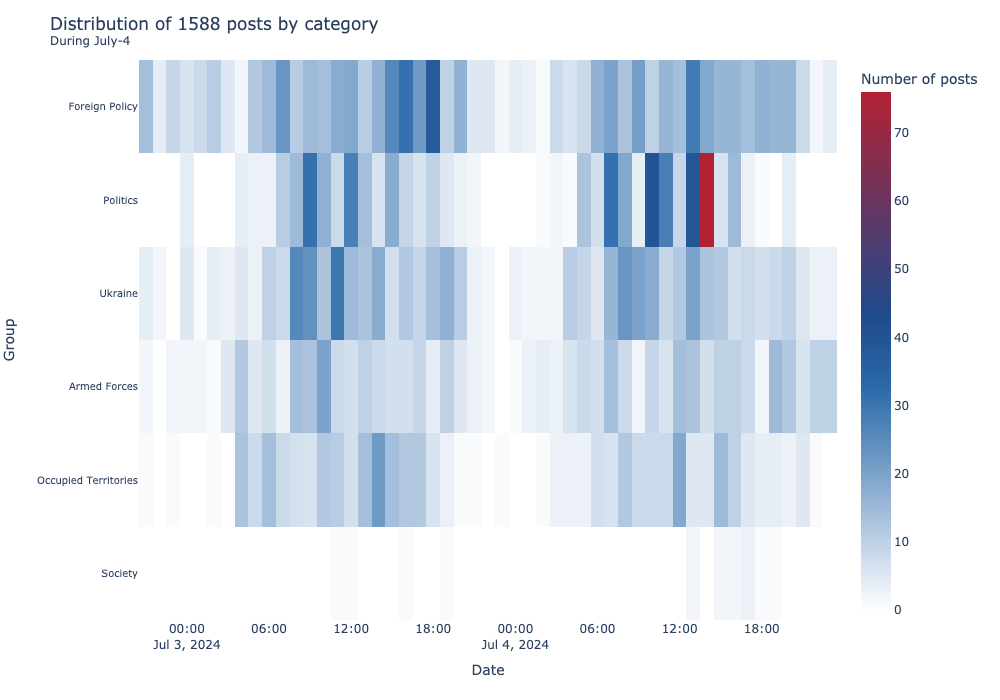 Distribution of 1588 posts by category
During July-4
Number of posts
Foreign Policy
Politics
Ukraine
Armed Forces
Occupied Territories
Society
Group
70
60
50
40
30
20
10
0
00:00 06:00 12:00 18:00 00:00 06:00 12:00 18:00
Jul 3, 2024 Jul 4, 2024
Date